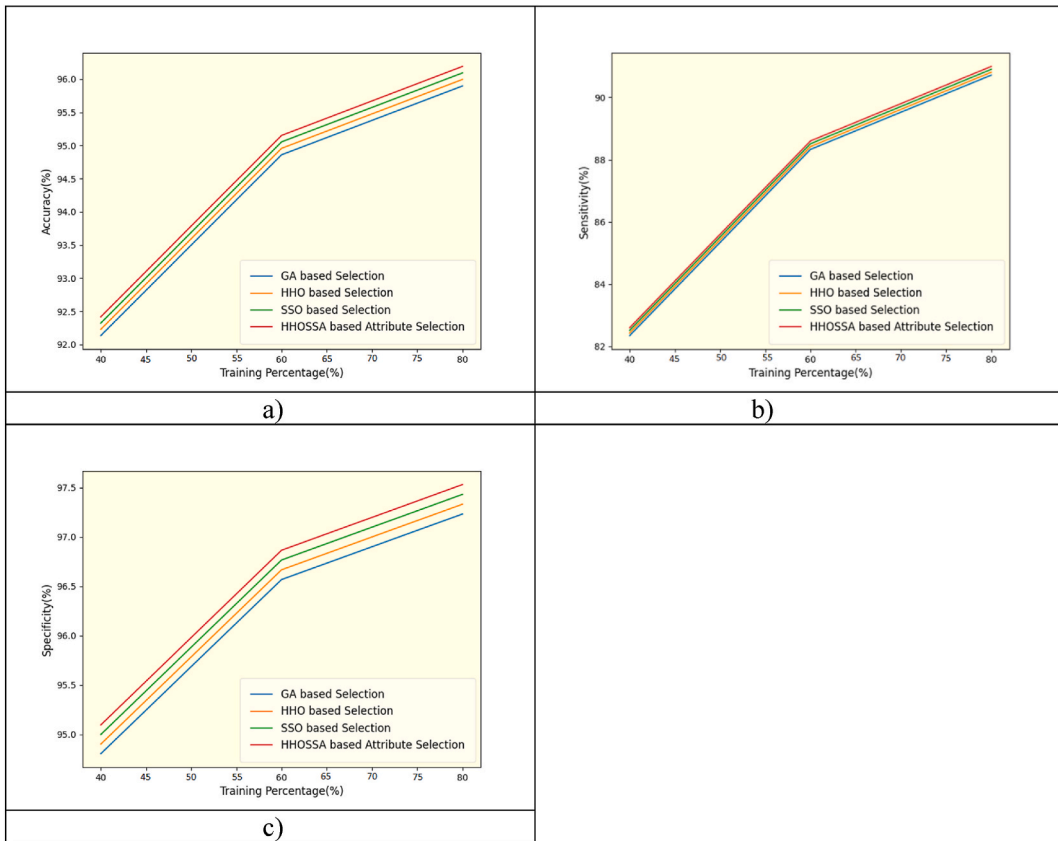 96.0
95.5
95.0
94.5
94.0
93.5
93.0
92.5
92.0
Accuracy(%)
GA based Selection
HHO based Selection
SSO based Selection
HHOSSA based Attribute Selection
40 45 50 55 60 65 70 75 80
Training Percentage(%)
a)
90
88
86
84
82
Sensitivity(%)
GA based Selection
HHO based Selection
SSO based Selection
HHOSSA based Attribute Selection
40 45 50 55 60 65 70 75 80
Training Percentage(%)
b)
97.5
97.0
96.5
96.0
95.5
95.0
Specificity(%)
GA based Selection
HHO based Selection
SSO based Selection
HHOSSA based Attribute Selection
40 45 50 55 60 65 70 75 80
Training Percentage(%)
c)